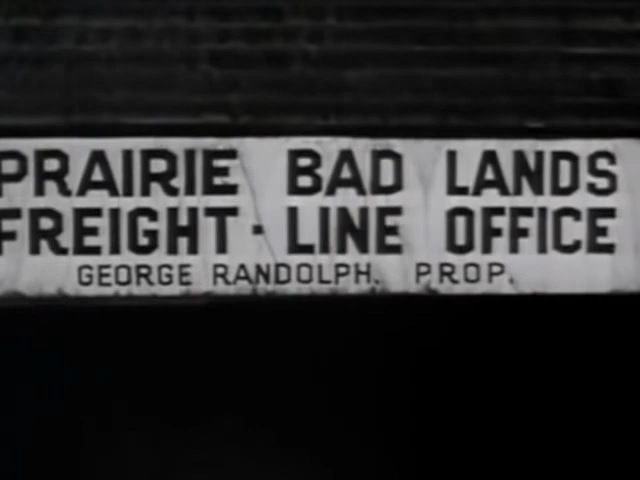 PRAIRIE BAD LANDS
FREIGHT-LINE OFFICE
GEORGE RANDOLPH. PROP.